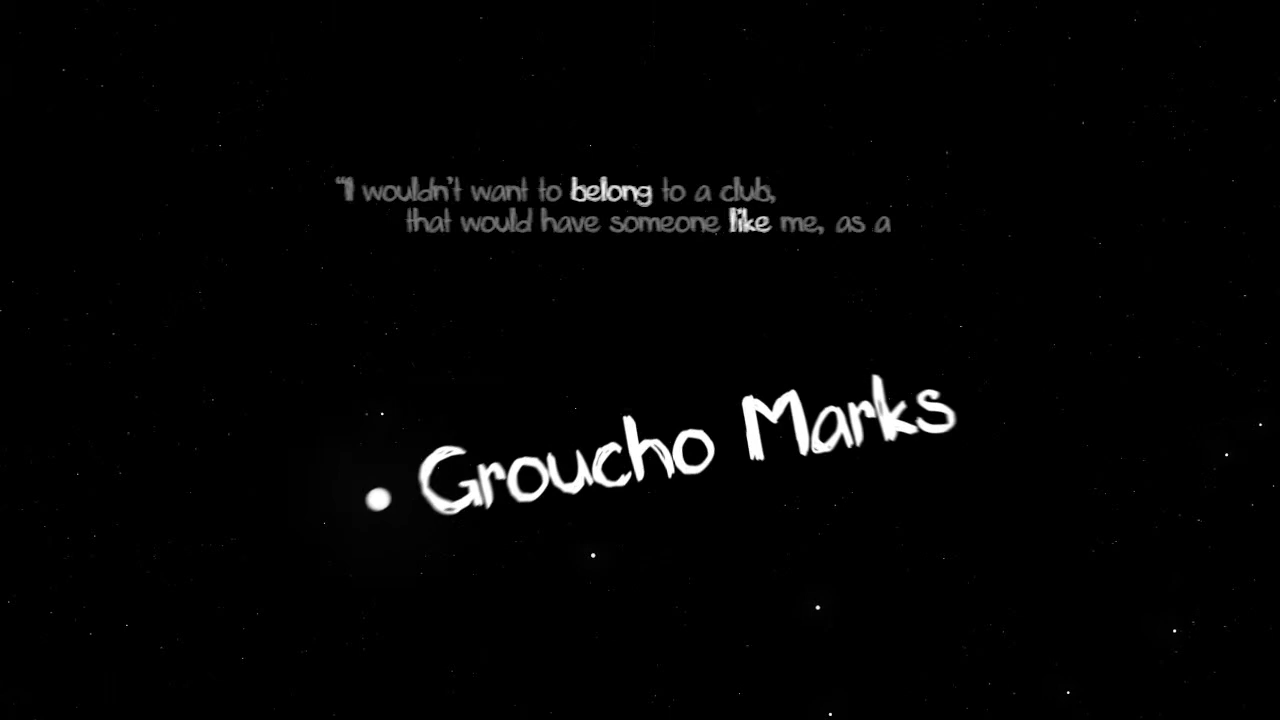 “I wouldn't want to belong to a club,
that would have someone like me, as a
Groucho Marks